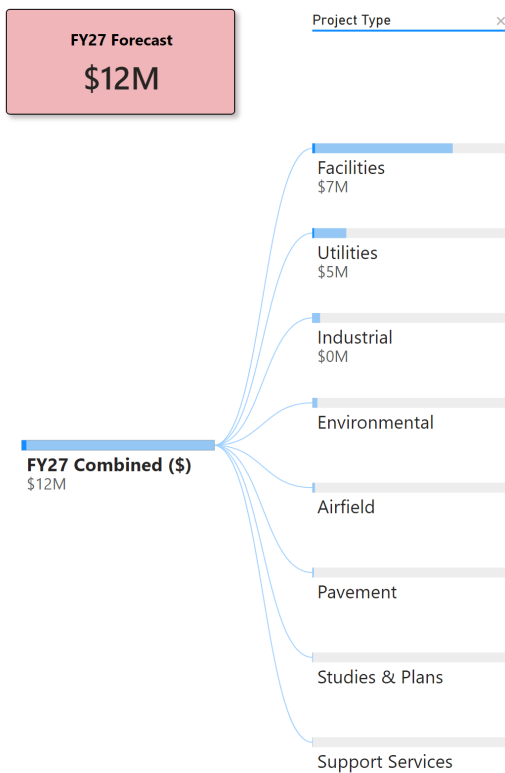 FY27 Forecast
$12M
Project Type
Facilities
$7M
Utilities
$5M
Industrial
$0M
Environmental
FY27 Combined ($)
$12M
Airfield
Pavement
Studies & Plans
Support Services